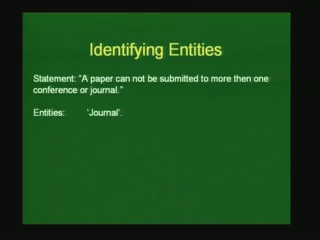 Identifying Entities
Statement: "A paper can not be submitted to more then one
conference or journal."
Entities: 'Journal'.